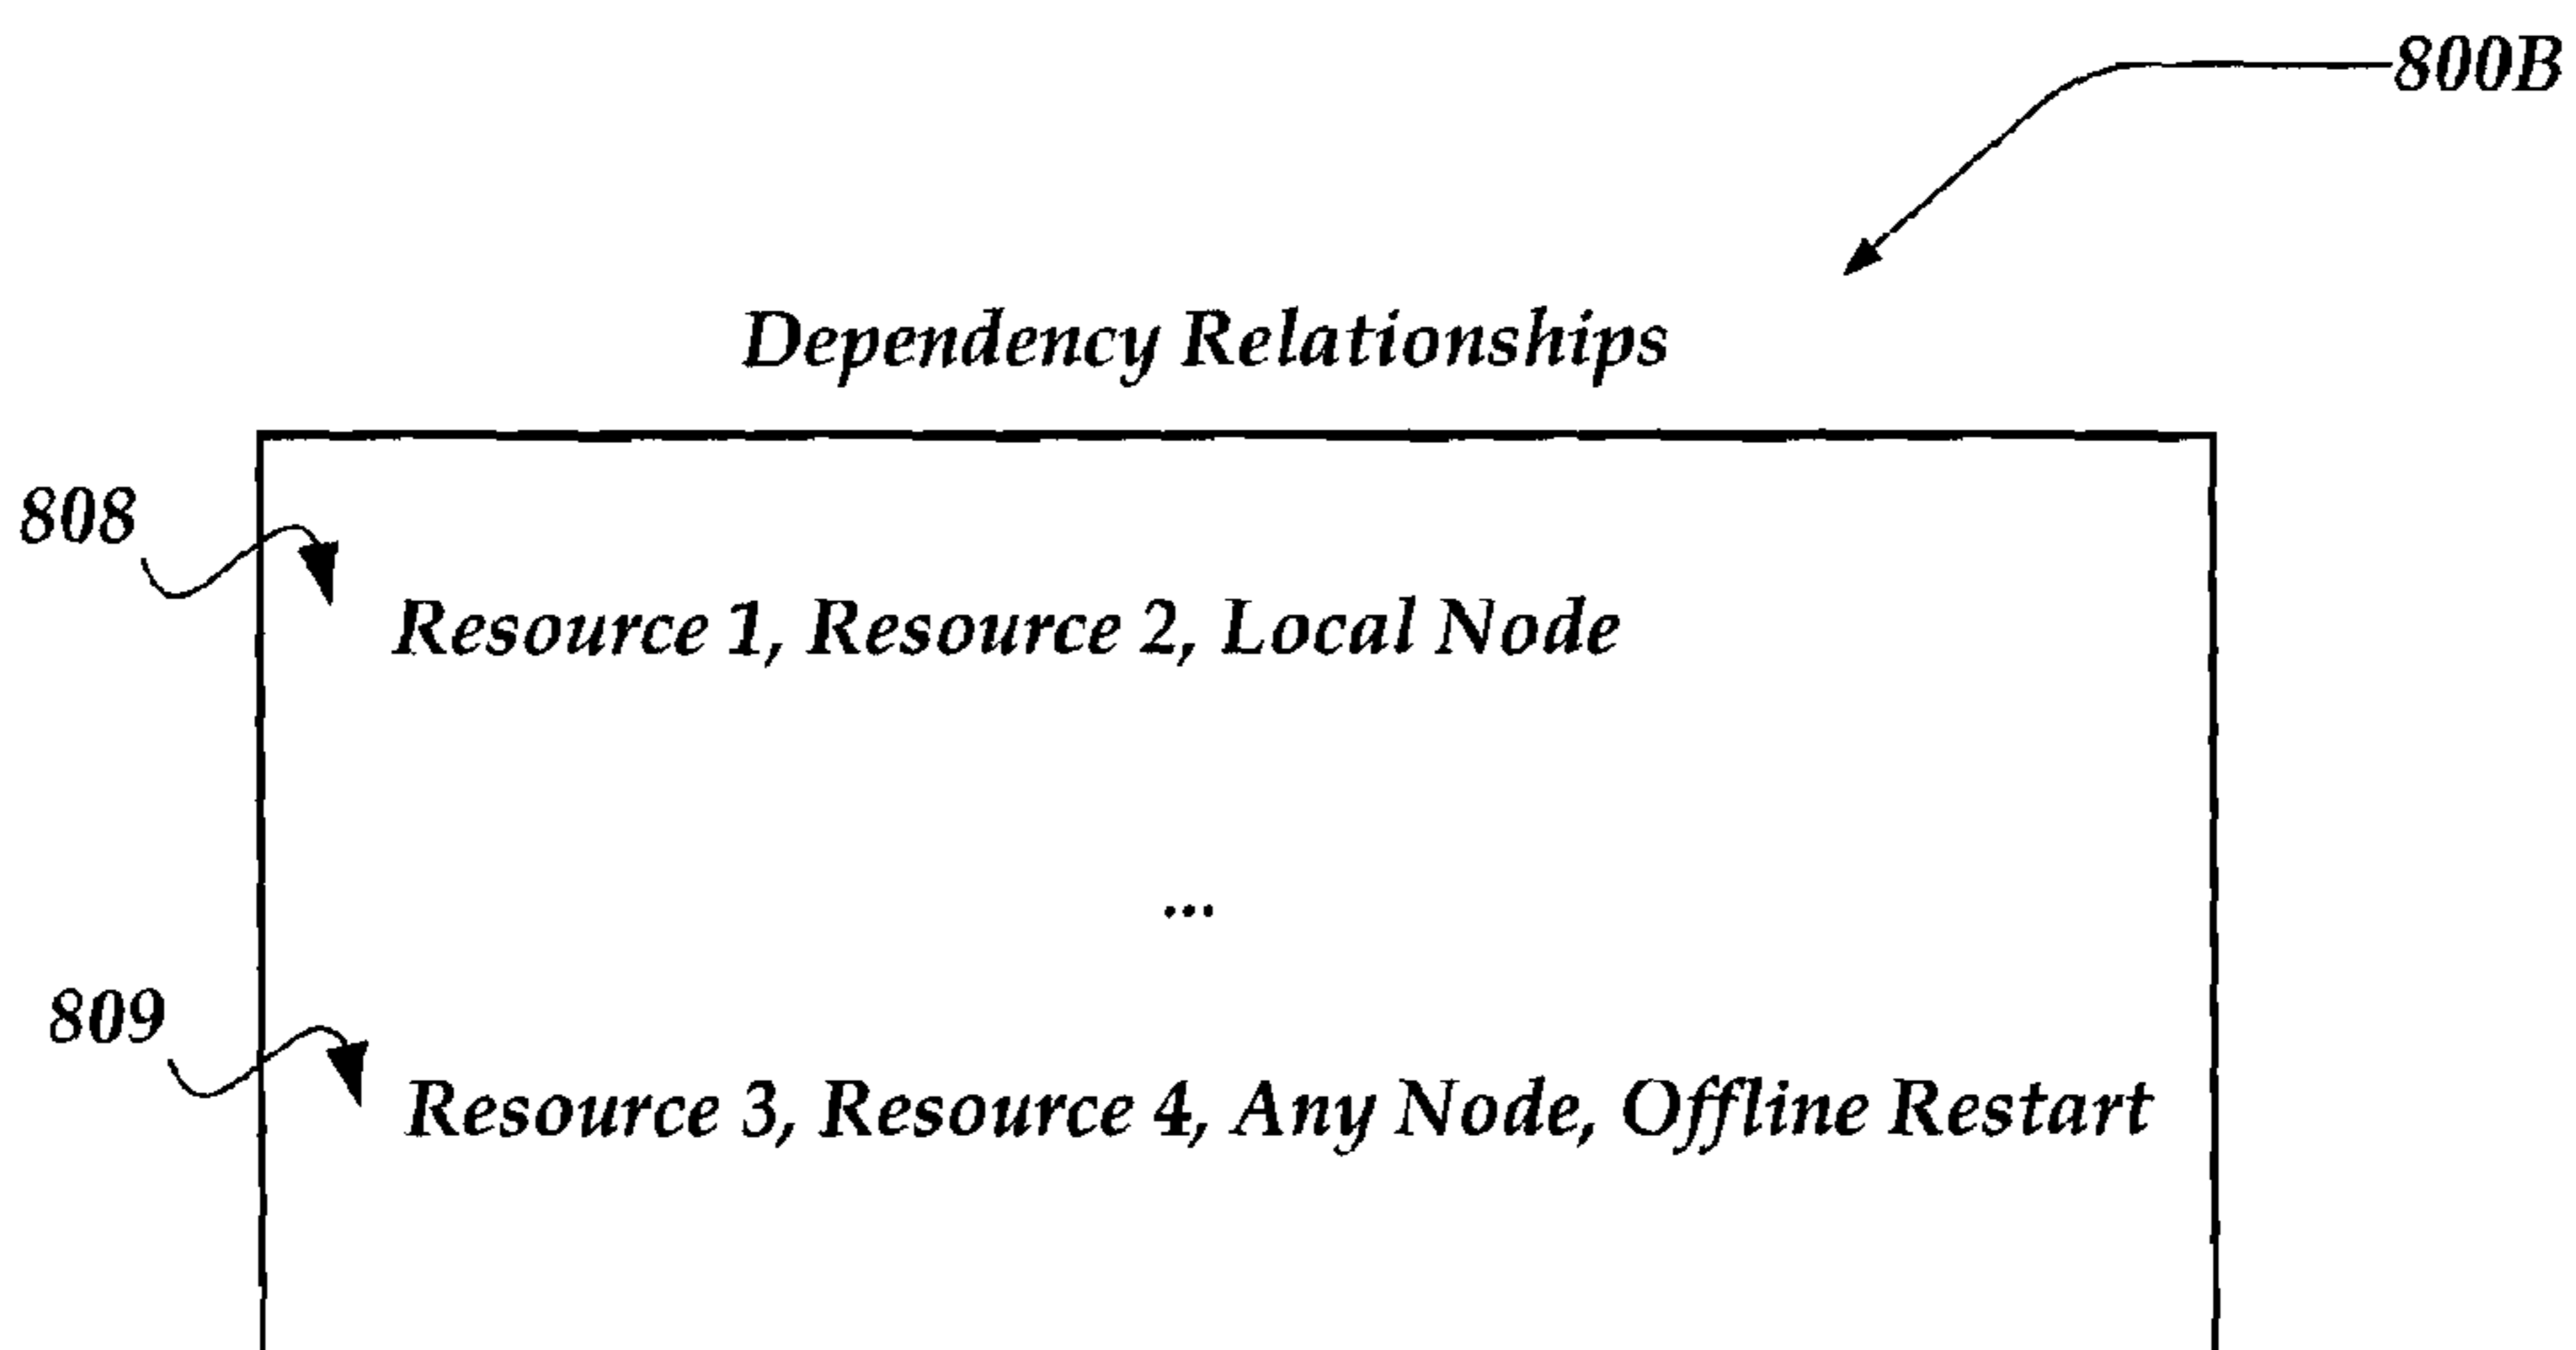 800B
Dependency Relationships
808
Resource 1, Resource 2, Local Node
...
809
Resource 3, Resource 4, Any Node, Offline Restart